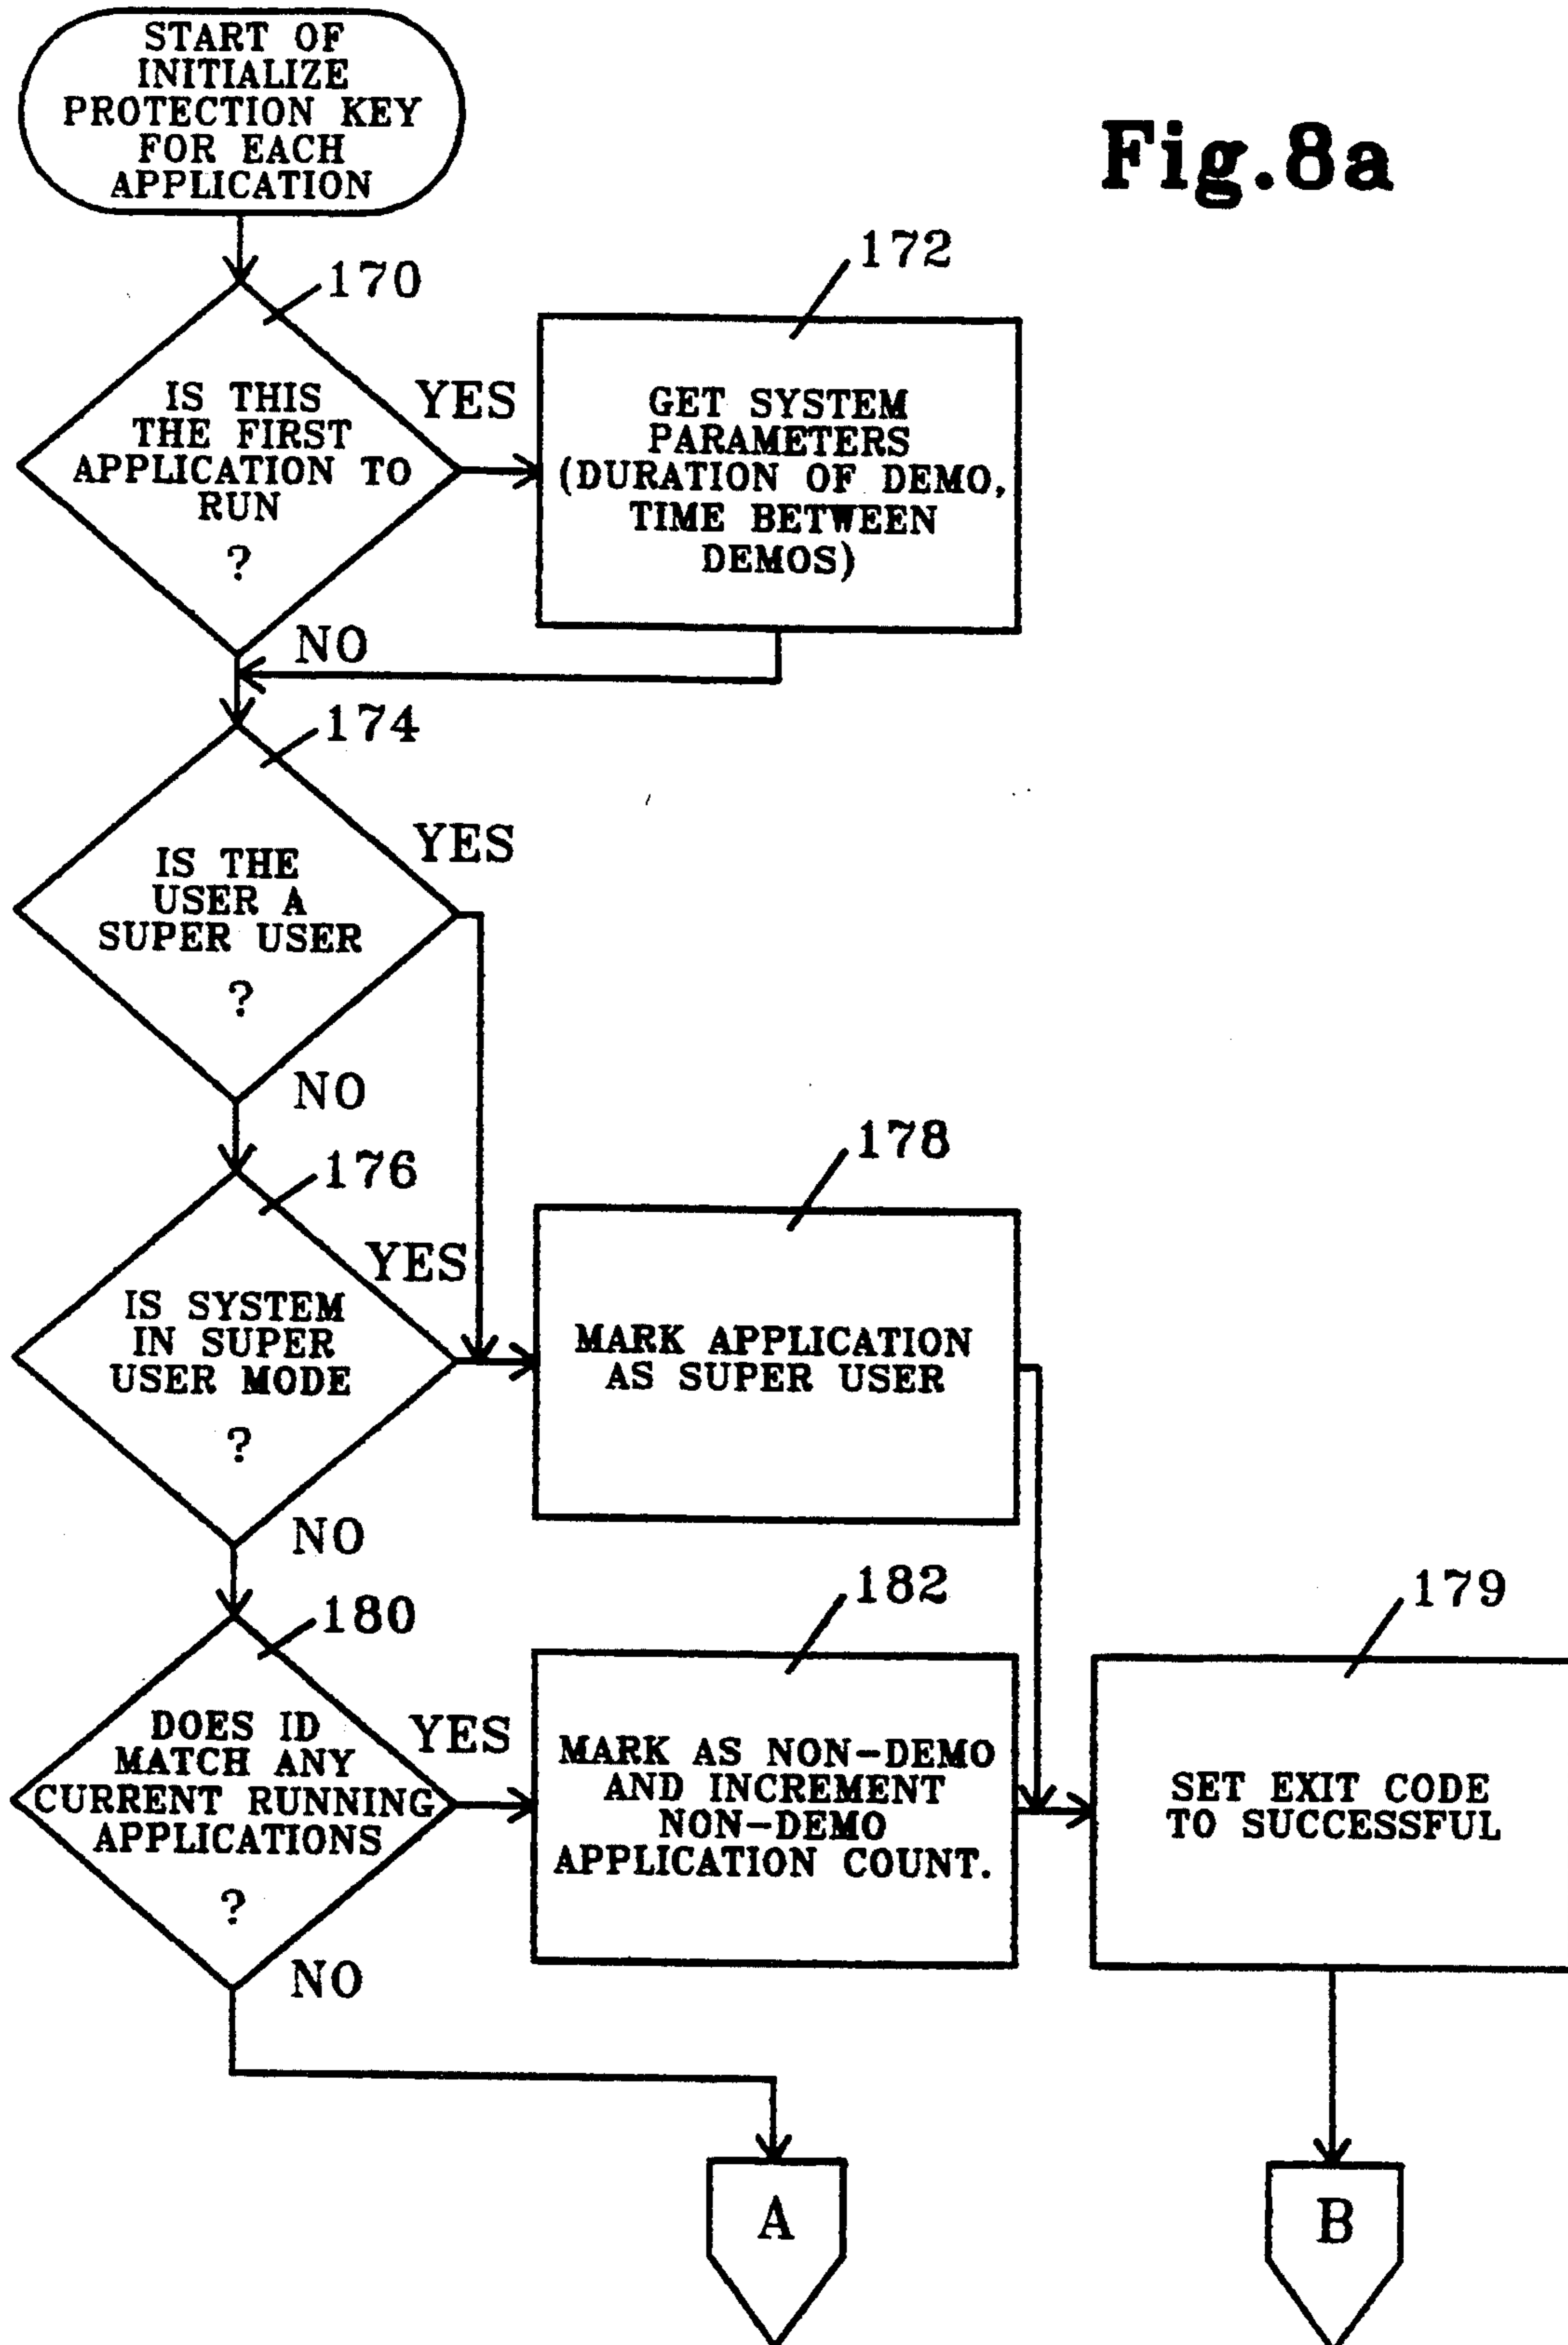 START OF
INITIALIZE
PROTECTION KEY
FOR EACH
APPLICATION
Fig.8a
170
172
IS THIS
THE FIRST
APPLICATION TO
RUN
?
YES
GET SYSTEM
PARAMETERS
(DURATION OF DEMO,
TIME BETWEEN
DEMOS)
NO
174
IS THE
USER A
SUPER USER
?
YES
NO
176
178
IS SYSTEM
IN SUPER
USER MODE
?
YES
MARK APPLICATION
AS SUPER USER
NO
180
182
179
DOES ID
MATCH ANY
CURRENT RUNNING
APPLICATIONS
?
YES
MARK AS NON-DEMO
AND INCREMENT
NON-DEMO
APPLICATION COUNT.
SET EXIT CODE
TO SUCCESSFUL
NO
A
B